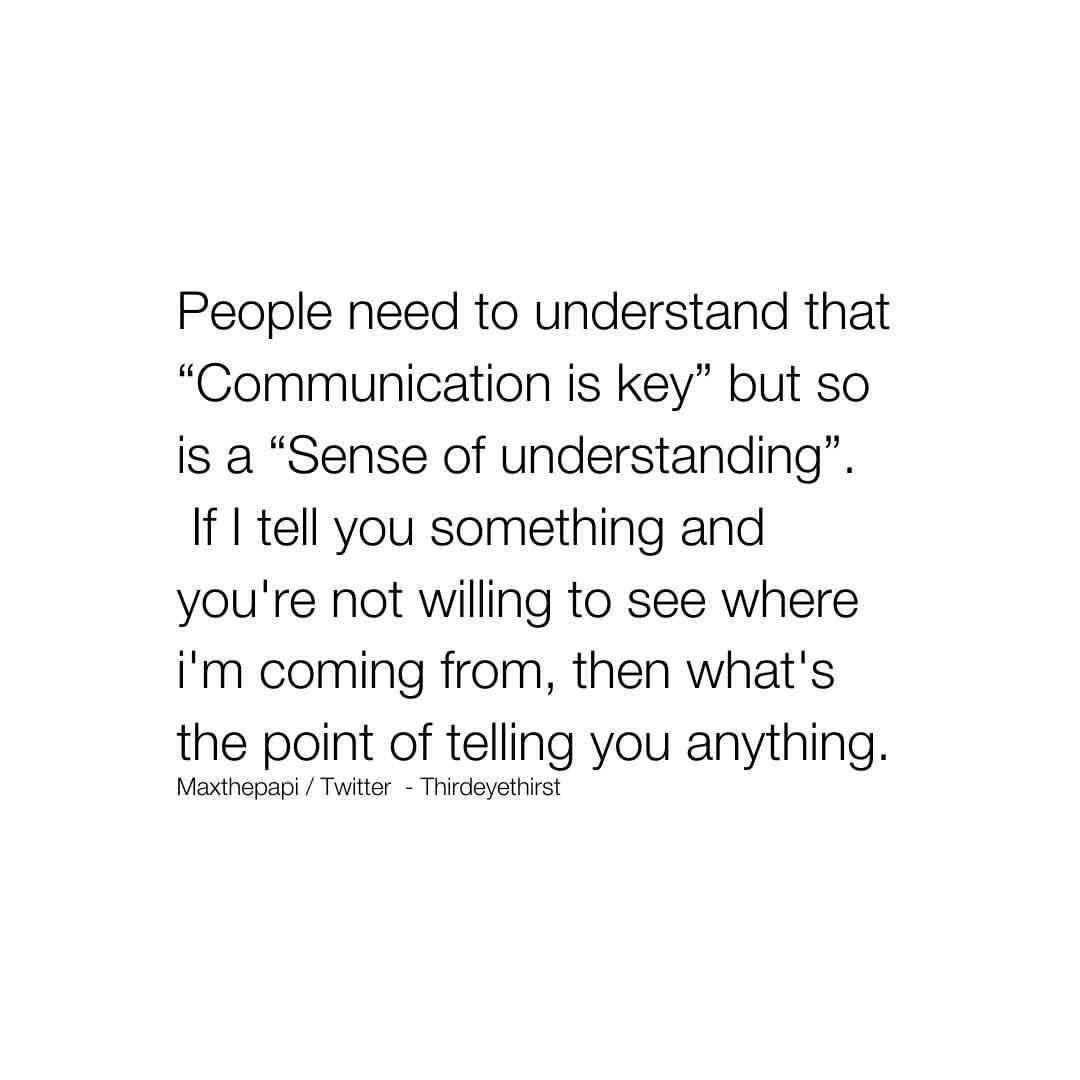 People need to understand that
“Communication is key” but so
is a “Sense of understanding”.
If I tell you something and
you're not willing to see where
i'm coming from, then what's
the point of telling you anything.
Maxthepapi / Twitter - Thirdeyethirst